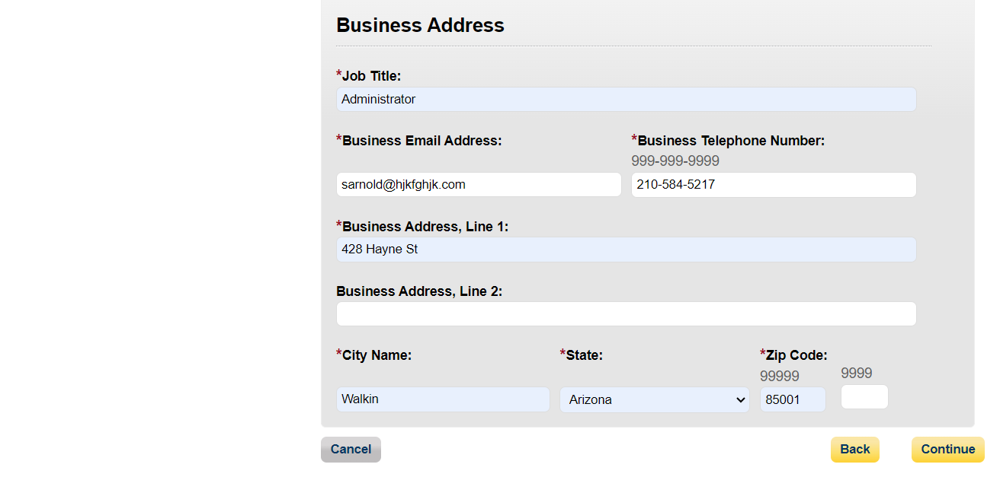 Business Address
*Job Title:
Administrator
*Business Email Address:
*Business Telephone Number:
999-999-9999
sarnold@hjkfghjk.com
210-584-5217
*Business Address, Line 1:
428 Hayne St
Business Address, Line 2:
*City Name:
*State:
*Zip Code:
99999
9999
Walkin
Arizona
85001
Cancel
Back
Continue